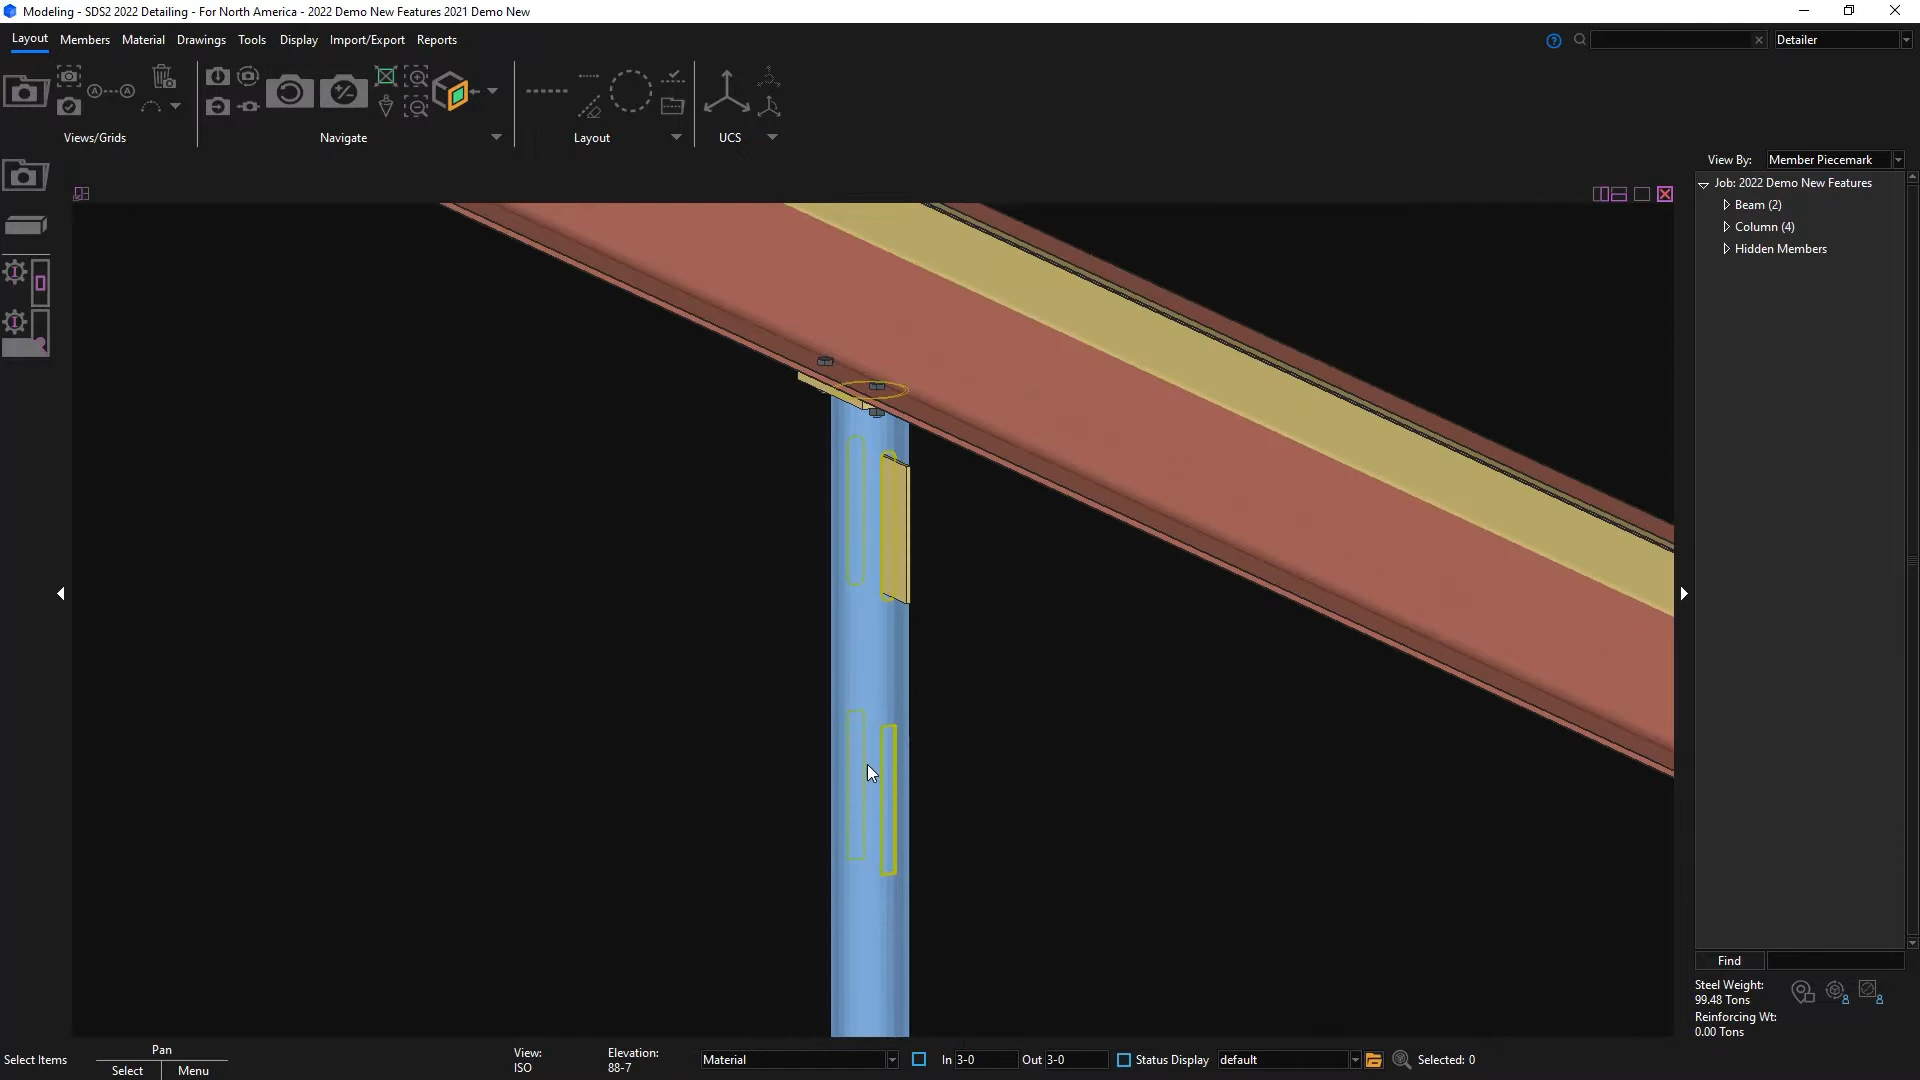 Modeling - SDS2 2022 Detailing - For North America - 2022 Demo New Features 2021 Demo New
Layout Members Material Drawings Tools Display Import/Export Reports
Detailer
Views/Grids Navigate Layout UCS
View By: Member Piecemark
Job: 2022 Demo New Features
Beam (2)
Column (4)
Hidden Members
Find
Steel Weight:
99.48 Tons
Reinforcing Wt:
0.00 Tons
Select Items
Pan
Select Menu
View:
ISO
Elevation:
88-7
Material
In 3-0 Out 3-0 Status Display default Selected: 0